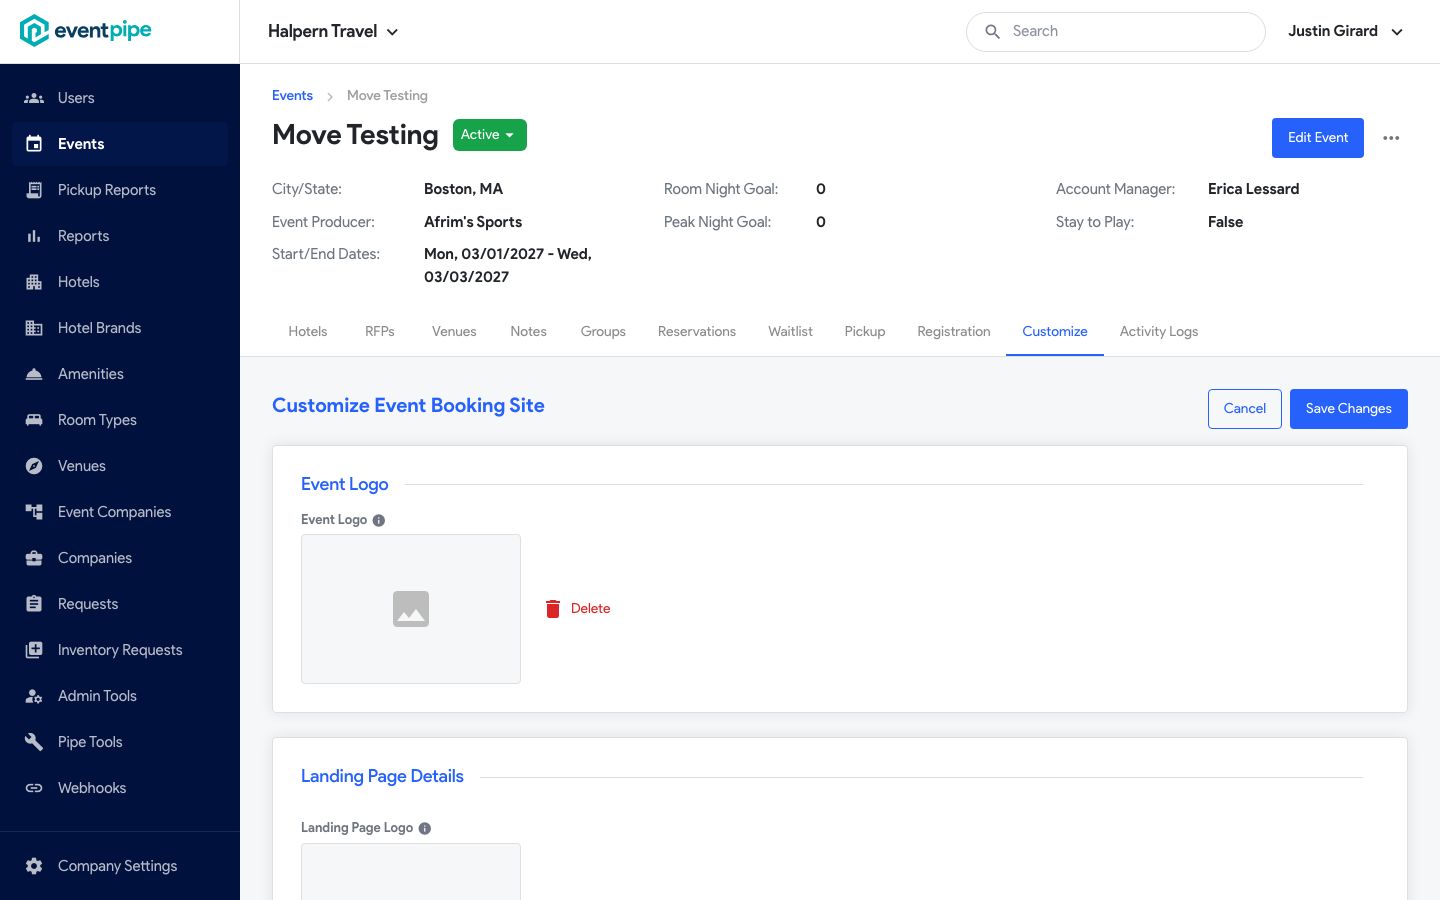 eventpipe
Halpern Travel
Search
Justin Girard
Users
Events
Pickup Reports
Reports
Hotels
Hotel Brands
Amenities
Room Types
Venues
Event Companies
Companies
Requests
Inventory Requests
Admin Tools
Pipe Tools
Webhooks
Company Settings
Events Move Testing
Move Testing Active
Edit Event
City/State: Boston, MA Room Night Goal: 0 Account Manager: Erica Lessard
Event Producer: Afrim's Sports Peak Night Goal: 0 Stay to Play: False
Start/End Dates: Mon, 03/01/2027 - Wed,
03/03/2027
Hotels RFPs Venues Notes Groups Reservations Waitlist Pickup Registration Customize Activity Logs
Customize Event Booking Site
Cancel Save Changes
Event Logo
Event Logo
Delete
Landing Page Details
Landing Page Logo